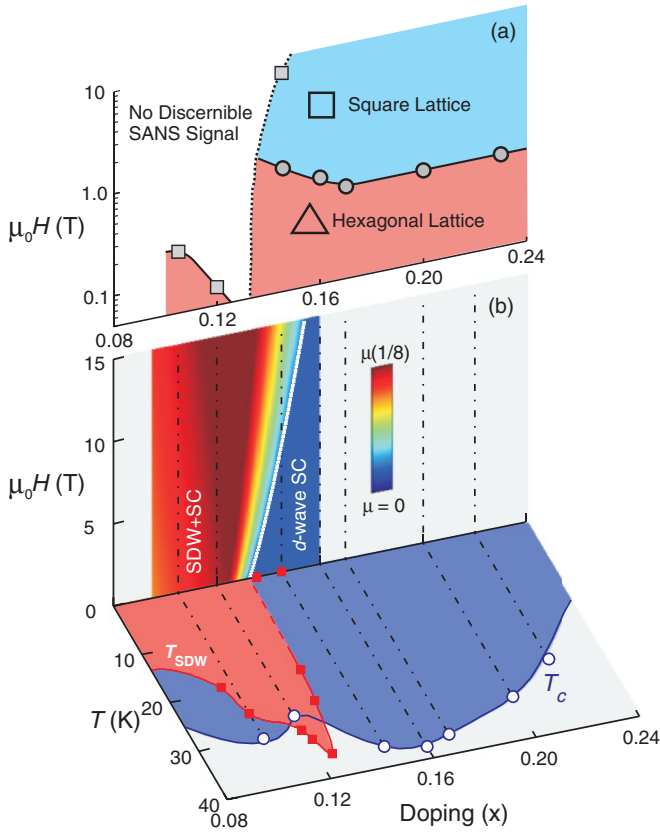 (a)
10
No Discernible
SANS Signal
Square Lattice
1.0
μ₀H (T)
Hexagonal Lattice
0.1
0.24
0.20
0.16
0.12
0.08
(b)
15
μ(1/8)
10
μ₀H (T)
SDW+SC
d-wave SC
5
μ = 0
0
10
T_SDW
T_c
T (K)
20
30
40
0.24
0.20
0.16
0.12
0.08
Doping (x)